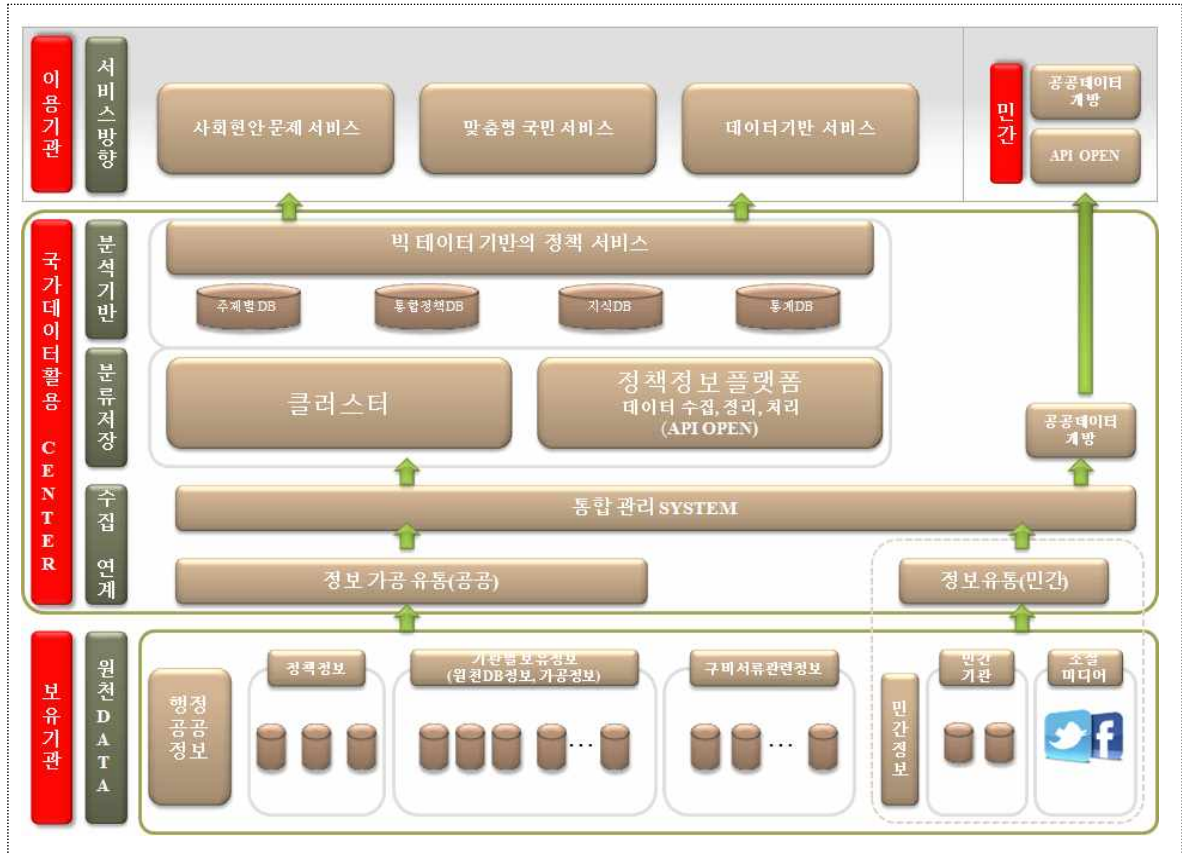 이용기관
서비스방향
사회현안 문제 서비스
맞춤형 국민 서비스
데이터기반 서비스
민간
공공데이터
개방
API OPEN
국가데이터활용 CENTER
분석기반
빅 데이터 기반의 정책 서비스
주제별DB
통합정책DB
지식DB
통계DB
분류저장
클러스터
정책정보플랫폼
데이터 수집, 정리, 처리
(API OPEN)
공공데이터
개방
수집 연계
통합 관리 SYSTEM
정보 가공 유통(공공)
정보유통(민간)
보유기관
원천DATA
행정
공공
정보
정책정보
기관별 보유정보
(원천DB정보, 가공정보)
...
구비서류관련정보
...
민간정보
민간
기관
소셜
미디어